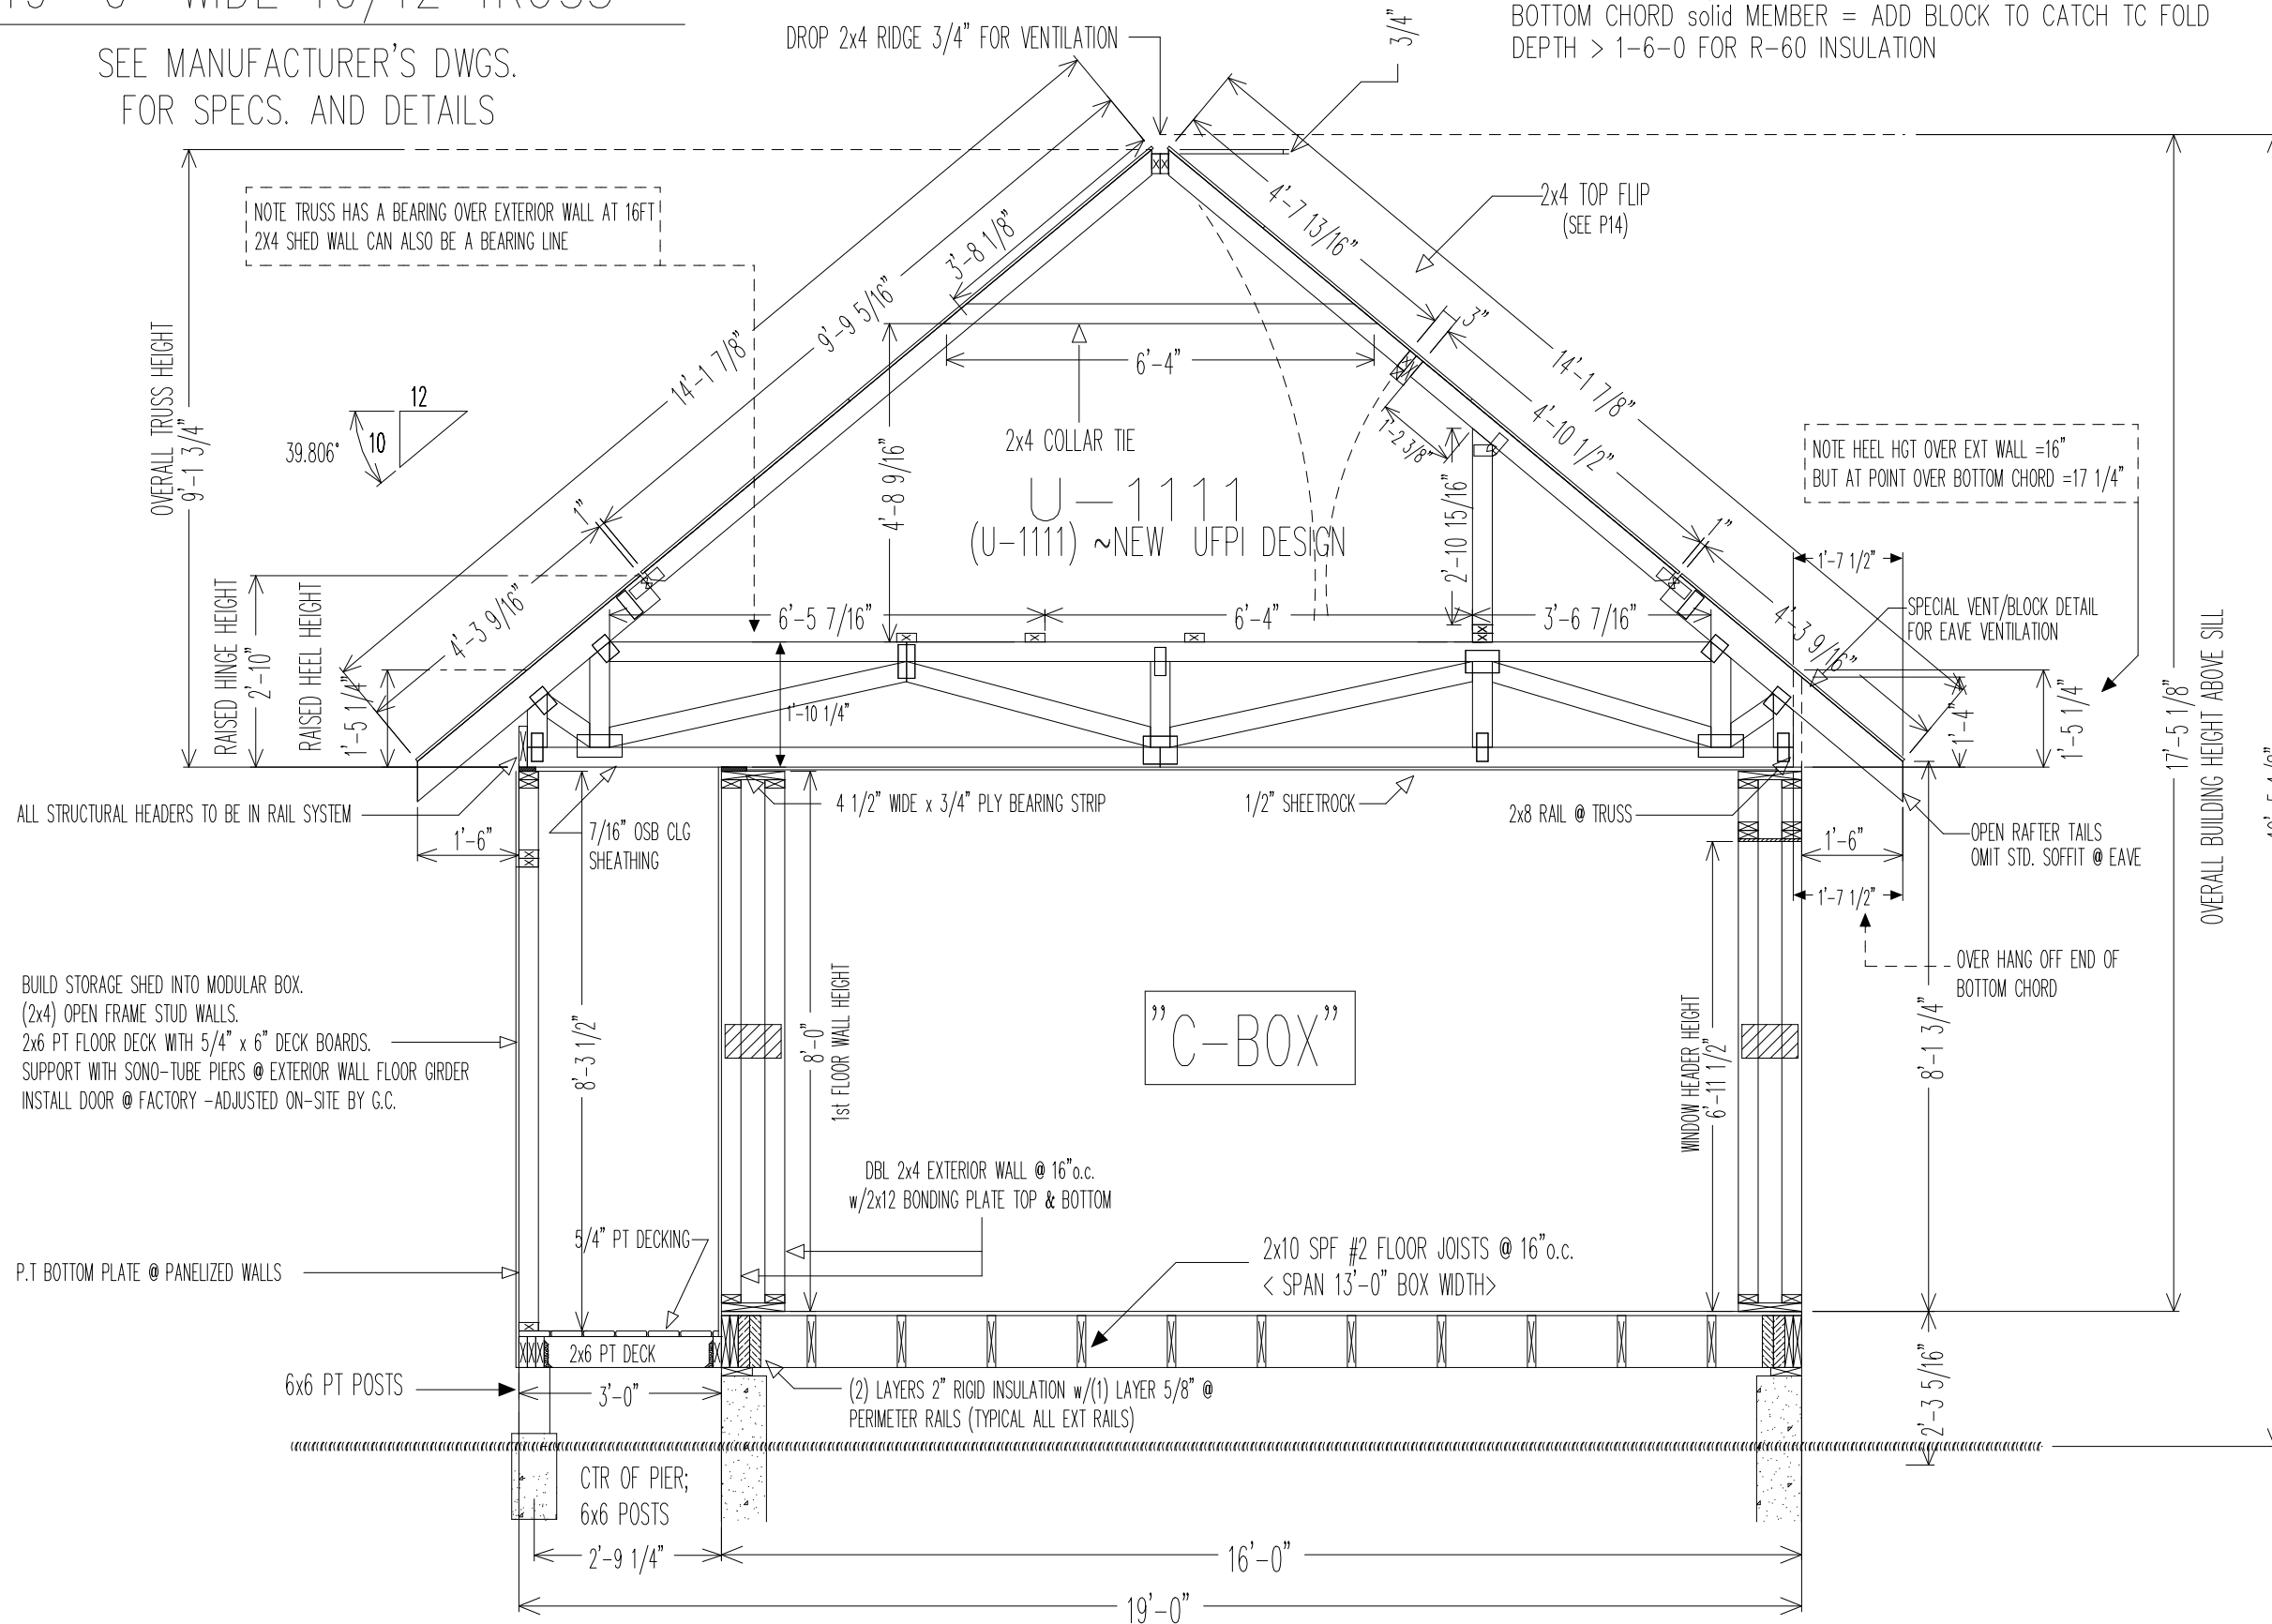 WIDE 10/12 TRUSS
SEE MANUFACTURER'S DWGS.
FOR SPECS. AND DETAILS
DROP 2x4 RIDGE 3/4" FOR VENTILATION
3/4"
BOTTOM CHORD solid MEMBER = ADD BLOCK TO CATCH TC FOLD
DEPTH > 1-6-0 FOR R-60 INSULATION
NOTE TRUSS HAS A BEARING OVER EXTERIOR WALL AT 16FT
2X4 SHED WALL CAN ALSO BE A BEARING LINE
2x4 TOP FLIP
(SEE P14)
4'-7 13/16"
3'-8 1/8"
9'-9 5/16"
14'-1 7/8"
3"
14'-1 7/8"
4'-10 1/2"
1'-2 3/8"
6'-4"
2x4 COLLAR TIE
OVERALL TRUSS HEIGHT
9'-1 3/4"
12
10
39.806°
4'-8 9/16"
U-1111
(U-1111) ~NEW UFPI DESIGN
2'-10 15/16"
NOTE HEEL HGT OVER EXT WALL =16"
BUT AT POINT OVER BOTTOM CHORD =17 1/4"
1"
1"
1'-7 1/2"
RAISED HINGE HEIGHT
2'-10"
RAISED HEEL HEIGHT
1'-5 1/4"
4'-3 9/16"
6'-5 7/16"
6'-4"
3'-6 7/16"
4'-3 9/16"
SPECIAL VENT/BLOCK DETAIL
FOR EAVE VENTILATION
1'-10 1/4"
1'-4"
1'-5 1/4"
17'-5 1/8"
OVERALL BUILDING HEIGHT ABOVE SILL
ALL STRUCTURAL HEADERS TO BE IN RAIL SYSTEM
1'-6"
7/16" OSB CLG
SHEATHING
4 1/2" WIDE x 3/4" PLY BEARING STRIP
1/2" SHEETROCK
2x8 RAIL @ TRUSS
1'-6"
OPEN RAFTER TAILS
OMIT STD. SOFFIT @ EAVE
1'-7 1/2"
OVER HANG OFF END OF
BOTTOM CHORD
BUILD STORAGE SHED INTO MODULAR BOX.
(2x4) OPEN FRAME STUD WALLS.
2x6 PT FLOOR DECK WITH 5/4" x 6" DECK BOARDS.
SUPPORT WITH SONO-TUBE PIERS @ EXTERIOR WALL FLOOR GIRDER
INSTALL DOOR @ FACTORY -ADJUSTED ON-SITE BY G.C.
8'-3 1/2"
8'-0"
1st FLOOR WALL HEIGHT
"C-BOX"
WINDOW HEADER HEIGHT
6'-11 1/2"
8'-1 3/4"
DBL 2x4 EXTERIOR WALL @ 16"o.c.
w/2x12 BONDING PLATE TOP & BOTTOM
5/4" PT DECKING
P.T BOTTOM PLATE @ PANELIZED WALLS
2x10 SPF #2 FLOOR JOISTS @ 16"o.c.
< SPAN 13'-0" BOX WIDTH>
2x6 PT DECK
6x6 PT POSTS
3'-0"
(2) LAYERS 2" RIGID INSULATION w/(1) LAYER 5/8" @
PERIMETER RAILS (TYPICAL ALL EXT RAILS)
2'-3 5/16"
CTR OF PIER;
6x6 POSTS
2'-9 1/4"
16'-0"
19'-0"